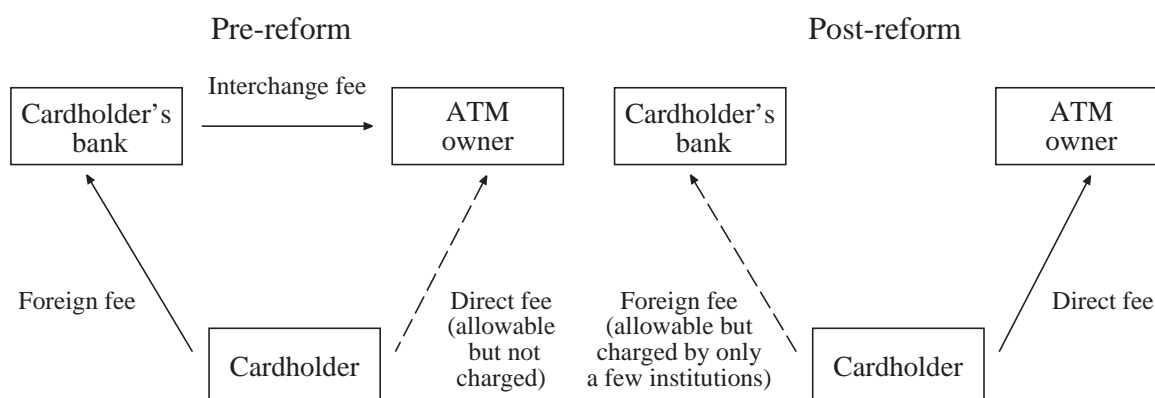 Pre-reform
Post-reform
Interchange fee
Cardholder's
bank
ATM
owner
Cardholder's
bank
ATM
owner
Foreign fee
Direct fee
(allowable
but not
charged)
Foreign fee
(allowable but
charged by only
a few institutions)
Direct fee
Cardholder
Cardholder